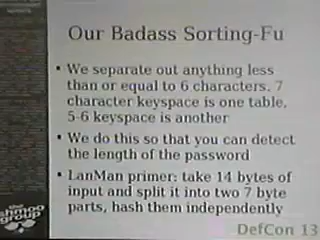 Our Badass Sorting-Fu
• We separate out anything less
than or equal to 6 characters. 7
character keyspace is one table,
5-6 keyspace is another
• We do this so that you can detect
the length of the password
• LanMan primer: take 14 bytes of
input and split it into two 7 byte
parts, hash them independently
the
shmoo
group
DefCon 13